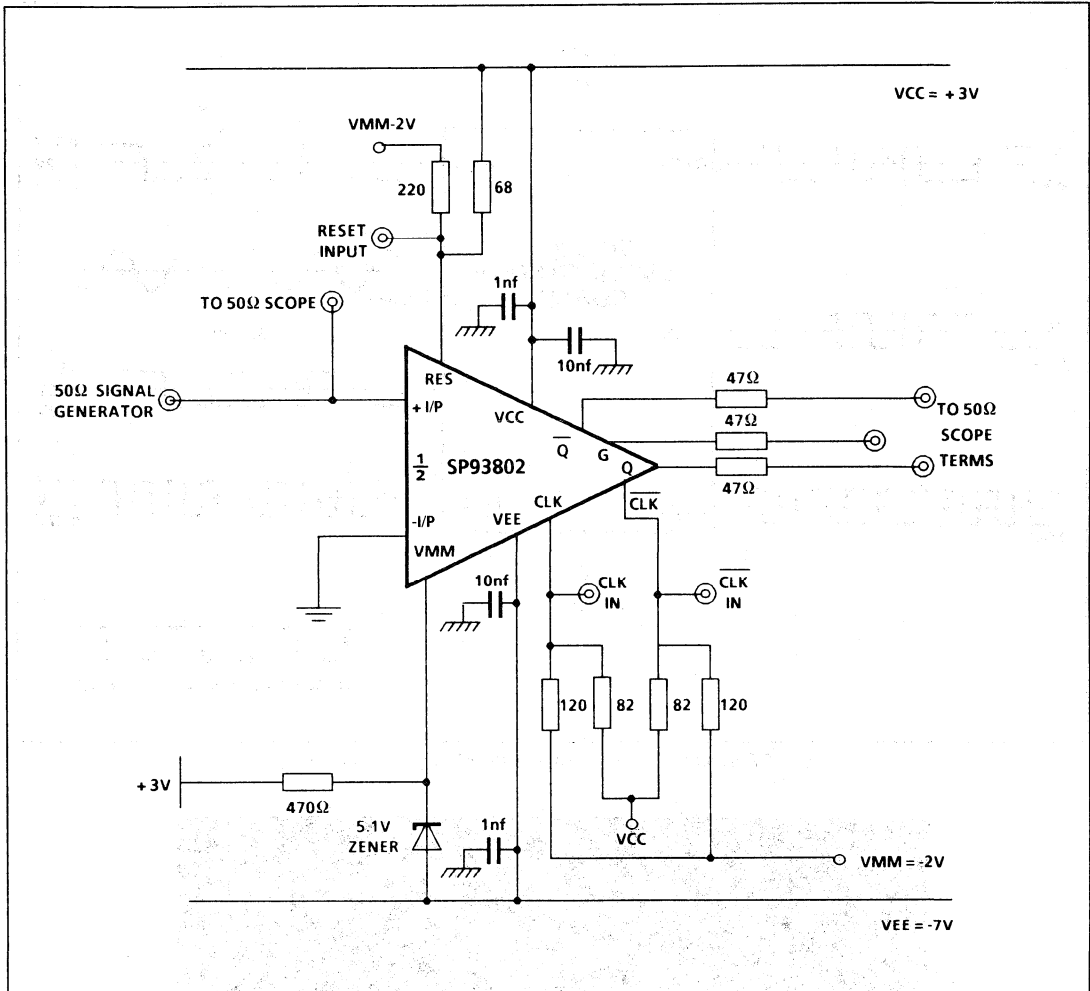 VCC = + 3V
VMM-2V
220
68
RESET
INPUT
1nf
TO 50Ω SCOPE
10nf
50Ω SIGNAL
GENERATOR
RES
+ I/P
VCC
47Ω
TO 50Ω
SCOPE
TERMS
47Ω
47Ω
Q̅
G
Q
1/2 SP93802
CLK
C̅L̅K̅
VEE
-I/P
VMM
10nf
CLK
IN
C̅L̅K̅
IN
120
82
82
120
+ 3V
470Ω
5.1V
ZENER
1nf
VCC
VMM = -2V
VEE = -7V